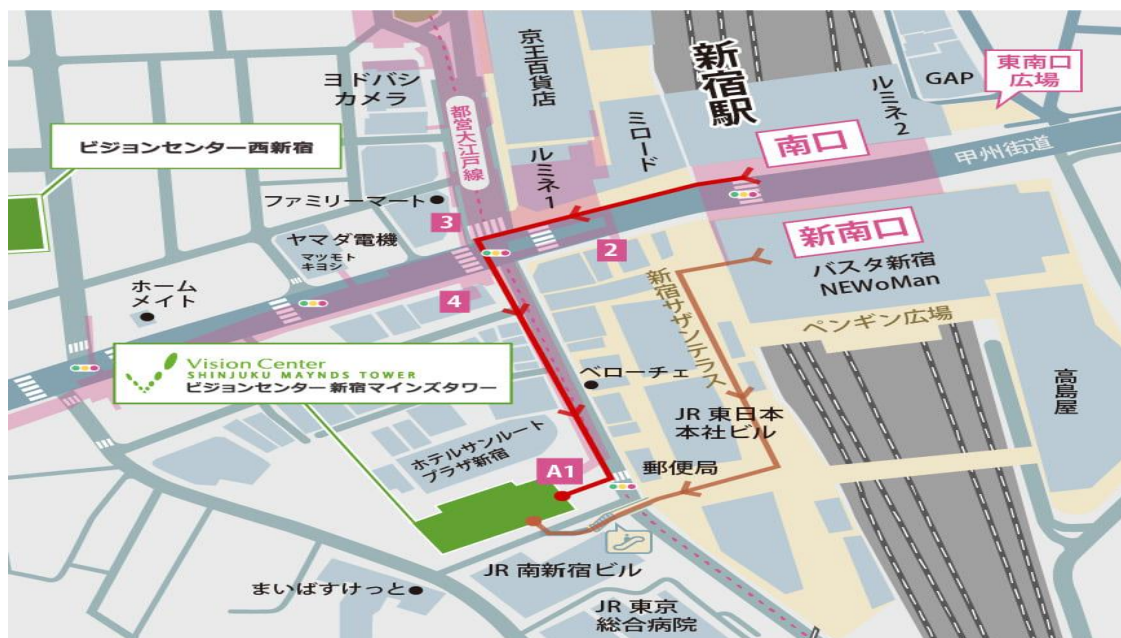 京王百貨店
新宿駅
ルミネ2
GAP
東南口
広場
ヨドバシ
カメラ
都営大江戸線
ルミネ1
ミロード
南口
甲州街道
ビジョンセンター西新宿
ファミリーマート
3
2
新南口
バスタ新宿
NEWoMan
ヤマダ電機
マツモト
キヨシ
ホーム
メイト
4
新宿サザンテラス
ペンギン広場
Vision Center
SHINJUKU MAYNDS TOWER
ビジョンセンター新宿マインズタワー
ベローチェ
高島屋
JR東日本
本社ビル
ホテルサンルート
プラザ新宿
A1
郵便局
JR南新宿ビル
まいばすけっと
JR東京
総合病院